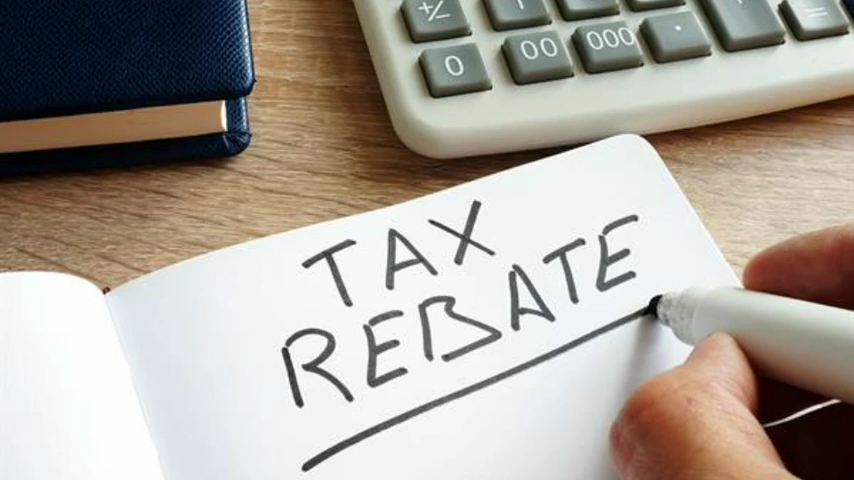 +/-
0 00 000 · =
TAX
REBATE